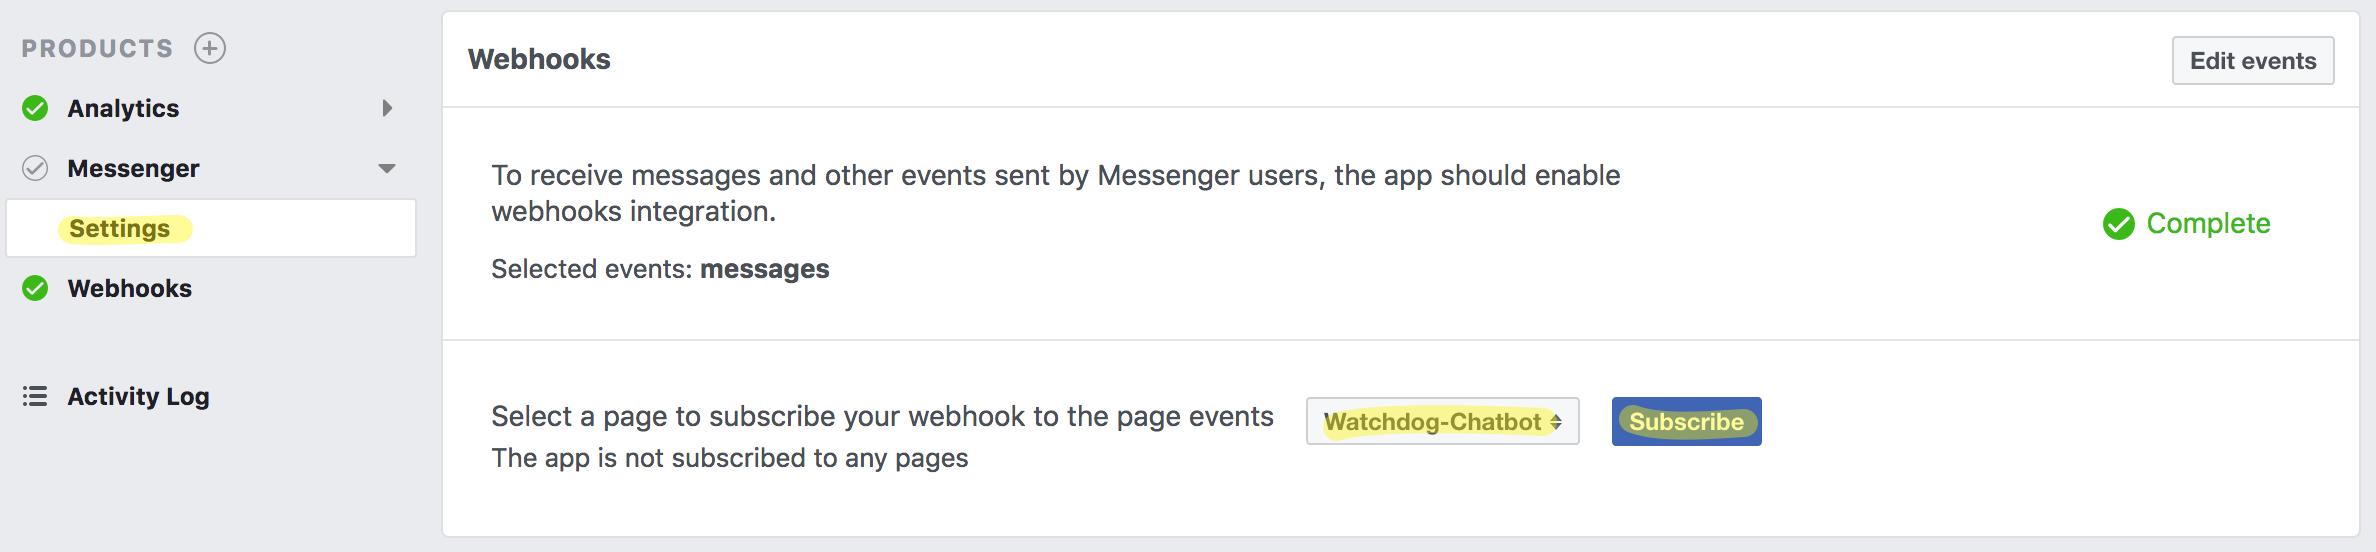 PRODUCTS
Analytics
Messenger
Settings
Webhooks
Activity Log
Webhooks
Edit events
To receive messages and other events sent by Messenger users, the app should enable
webhooks integration.
Complete
Selected events: messages
Select a page to subscribe your webhook to the page events
Watchdog-Chatbot
Subscribe
The app is not subscribed to any pages